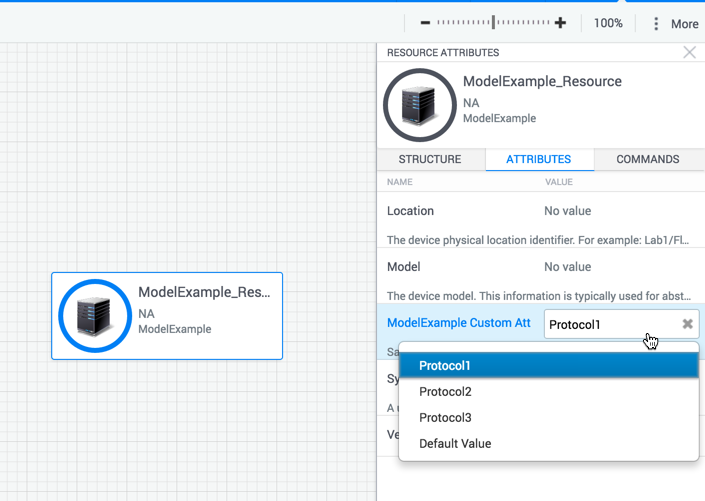 100%
More
RESOURCE ATTRIBUTES
ModelExample_Resource
NA
ModelExample
STRUCTURE
ATTRIBUTES
COMMANDS
NAME
VALUE
Location
No value
The device physical location identifier. For example: Lab1/Fl...
Model
No value
The device model. This information is typically used for abst...
ModelExample Custom Att
Protocol1
Sa
Protocol1
Sy
Protocol2
A
Protocol3
Ve
Default Value
ModelExample_Res...
NA
ModelExample